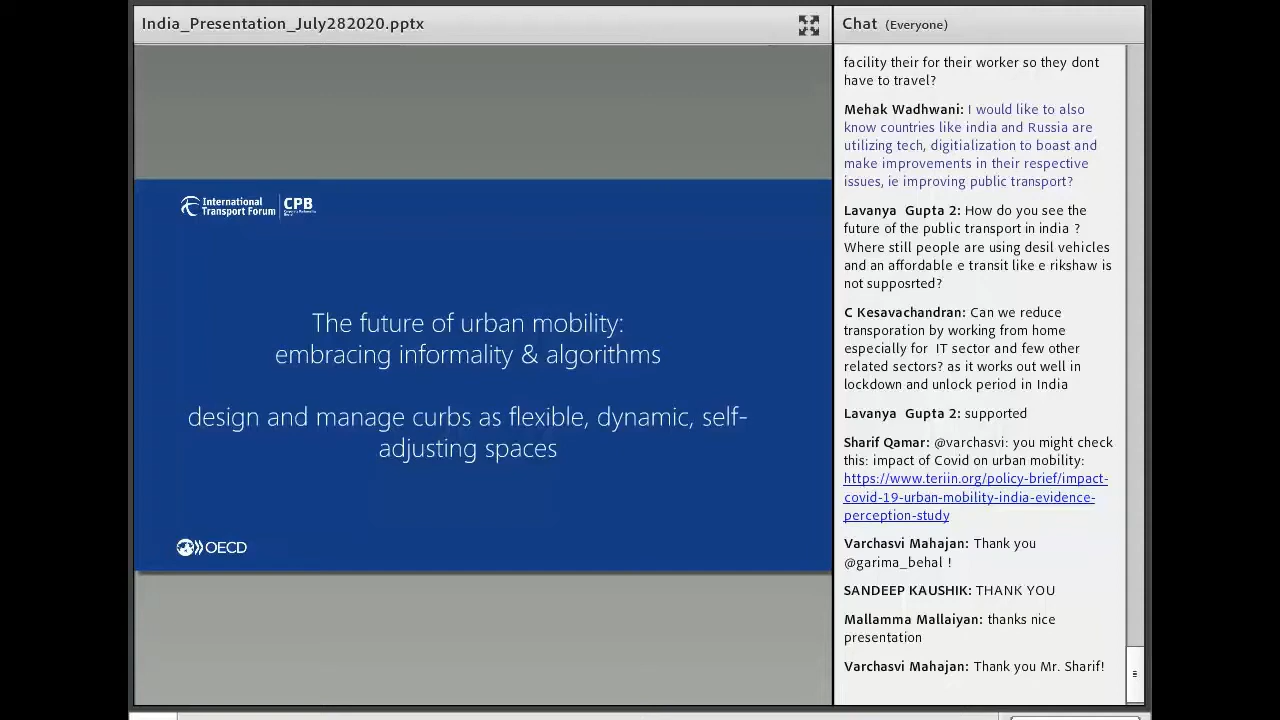 India_Presentation_July282020.pptx
International
Transport Forum
CPB
The future of urban mobility:
embracing informality & algorithms
design and manage curbs as flexible, dynamic, self-
adjusting spaces
OECD
Chat (Everyone)
facility their for their worker so they dont
have to travel?
Mehak Wadhwani: I would like to also
know countries like india and Russia are
utilizing tech, digitialization to boast and
make improvements in their respective
issues, ie improving public transport?
Lavanya Gupta 2: How do you see the
future of the public transport in india ?
Where still people are using desil vehicles
and an affordable e transit like e rikshaw is
not supposrted?
C Kesavachandran: Can we reduce
transporation by working from home
especially for IT sector and few other
related sectors? as it works out well in
lockdown and unlock period in India
Lavanya Gupta 2: supported
Sharif Qamar: @varchasvi: you might check
this: impact of Covid on urban mobility:
https://www.teriin.org/policy-brief/impact-
covid-19-urban-mobility-india-evidence-
perception-study
Varchasvi Mahajan: Thank you
@garima_behal !
SANDEEP KAUSHIK: THANK YOU
Mallamma Mallaiyan: thanks nice
presentation
Varchasvi Mahajan: Thank you Mr. Sharif!